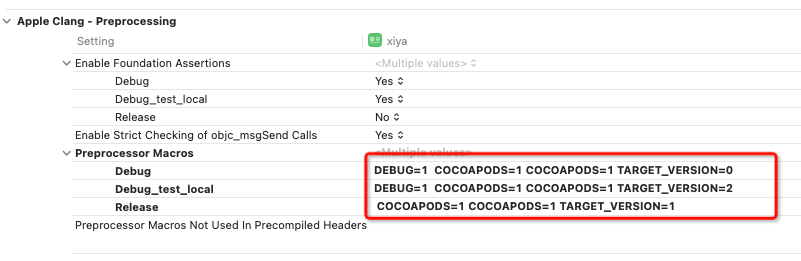 Apple Clang - Preprocessing
Setting xiya
Enable Foundation Assertions <Multiple values>
Debug Yes
Debug_test_local Yes
Release No
Enable Strict Checking of objc_msgSend Calls Yes
Preprocessor Macros <Multiple values>
Debug DEBUG=1 COCOAPODS=1 COCOAPODS=1 TARGET_VERSION=0
Debug_test_local DEBUG=1 COCOAPODS=1 COCOAPODS=1 TARGET_VERSION=2
Release COCOAPODS=1 COCOAPODS=1 TARGET_VERSION=1
Preprocessor Macros Not Used In Precompiled Headers